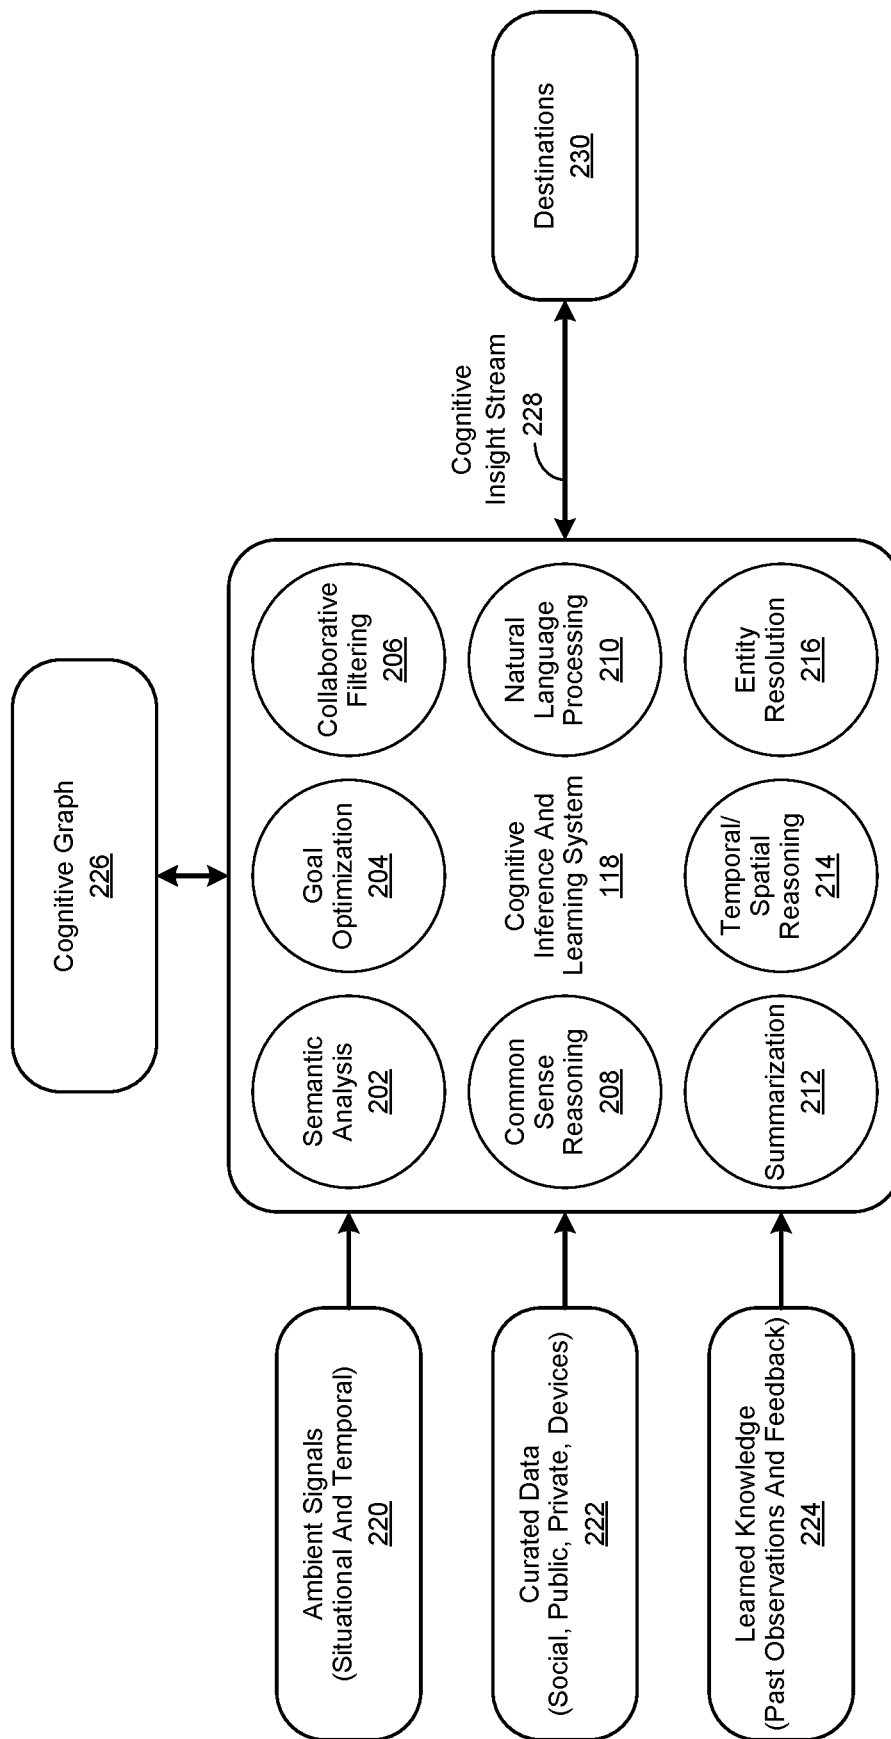 Cognitive Graph
226
Ambient Signals
(Situational And Temporal)
220
Curated Data
(Social, Public, Private, Devices)
222
Learned Knowledge
(Past Observations And Feedback)
224
Semantic
Analysis
202
Goal
Optimization
204
Collaborative
Filtering
206
Common
Sense
Reasoning
208
Cognitive
Inference And
Learning System
118
Natural
Language
Processing
210
Summarization
212
Temporal/
Spatial
Reasoning
214
Entity
Resolution
216
Cognitive
Insight Stream
228
Destinations
230